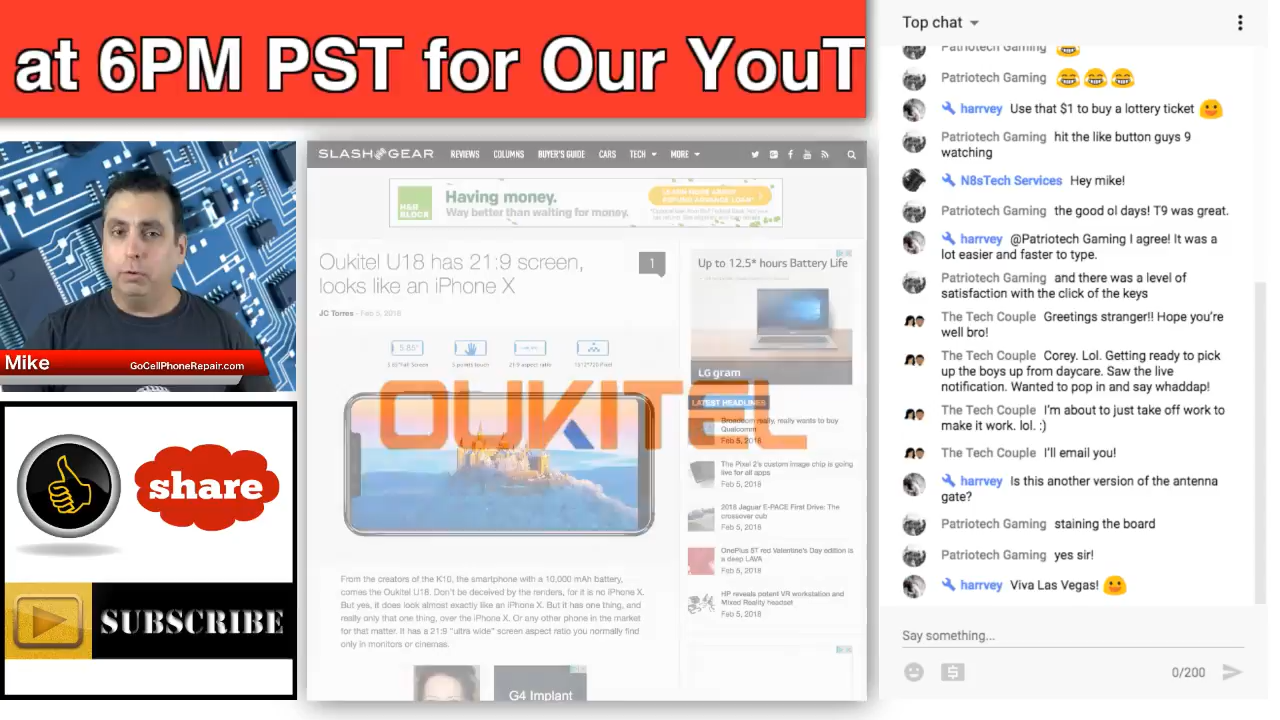 at 6PM PST for Our YouT
Mike
GoCellPhoneRepair.com
share
SUBSCRIBE
SLASHGEAR
REVIEWS
COLUMNS
BUYER'S GUIDE
CARS
TECH
MORE
H&R
BLOCK
Having money.
Way better than waiting for money.
Oukitel U18 has 21:9 screen,
looks like an iPhone X
1
JC Torres - Feb 5, 2018
5.85"
21:9 aspect ratio
OUKITEL
From the creators of the K10, the smartphone with a 10,000 mAh battery,
comes the Oukitel U18. Don't be deceived by the renders, for it is no iPhone X.
But yes, it does look almost exactly like an iPhone X. But it has one thing, and
really only that one thing, over the iPhone X. Or any other phone in the market
for that matter. It has a 21:9 "ultra wide" screen aspect ratio you normally find
only in monitors or cinemas.
G4 Implant
Up to 12.5* hours Battery Life
LG gram
LATEST HEADLINES
Broadcom really, really wants to buy
Qualcomm
Feb 5, 2018
The Pixel 2's custom image chip is going
live for all apps
Feb 5, 2018
2018 Jaguar E-PACE First Drive: The
crossover cub
Feb 5, 2018
OnePlus 5T red Valentine's Day edition is
a deep LAVA
Feb 5, 2018
HP reveals potent VR workstation and
Mixed Reality headset
Feb 5, 2018
Top chat
Patriotech Gaming 😂
Patriotech Gaming 😂😂😂
harrvey Use that $1 to buy a lottery ticket 😀
Patriotech Gaming hit the like button guys 9
watching
N8sTech Services Hey mike!
Patriotech Gaming the good ol days! T9 was great.
harrvey @Patriotech Gaming I agree! It was a
lot easier and faster to type.
Patriotech Gaming and there was a level of
satisfaction with the click of the keys
The Tech Couple Greetings stranger!! Hope you're
well bro!
The Tech Couple Corey. Lol. Getting ready to pick
up the boys up from daycare. Saw the live
notification. Wanted to pop in and say whaddap!
The Tech Couple I'm about to just take off work to
make it work. lol. :)
The Tech Couple I'll email you!
harrvey Is this another version of the antenna
gate?
Patriotech Gaming staining the board
Patriotech Gaming yes sir!
harrvey Viva Las Vegas! 😀
Say something...
0/200